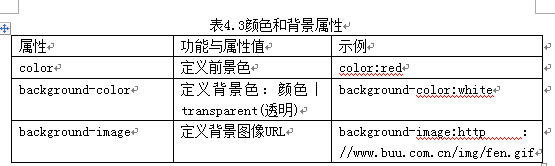 表4.3颜色和背景属性
属性 功能与属性值 示例
color 定义前景色 color:red
background-color 定义背景色：颜色| background-color:white
transparent(透明)
background-image 定义背景图像URL background-image:http :
//www.buu.com.cn/img/fen.gif